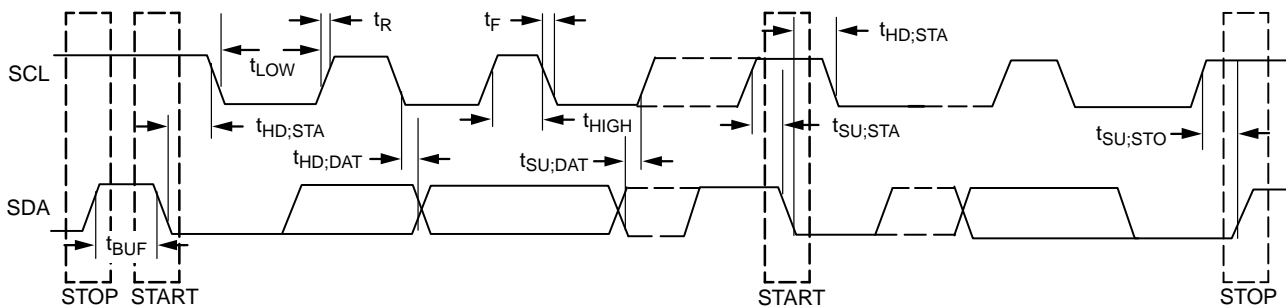 t_R
t_F
t_HD;STA
SCL
t_LOW
t_HD;STA
t_HIGH
t_SU;STA
t_HD;DAT
t_SU;DAT
t_SU;STO
SDA
t_BUF
STOP
START
START
STOP